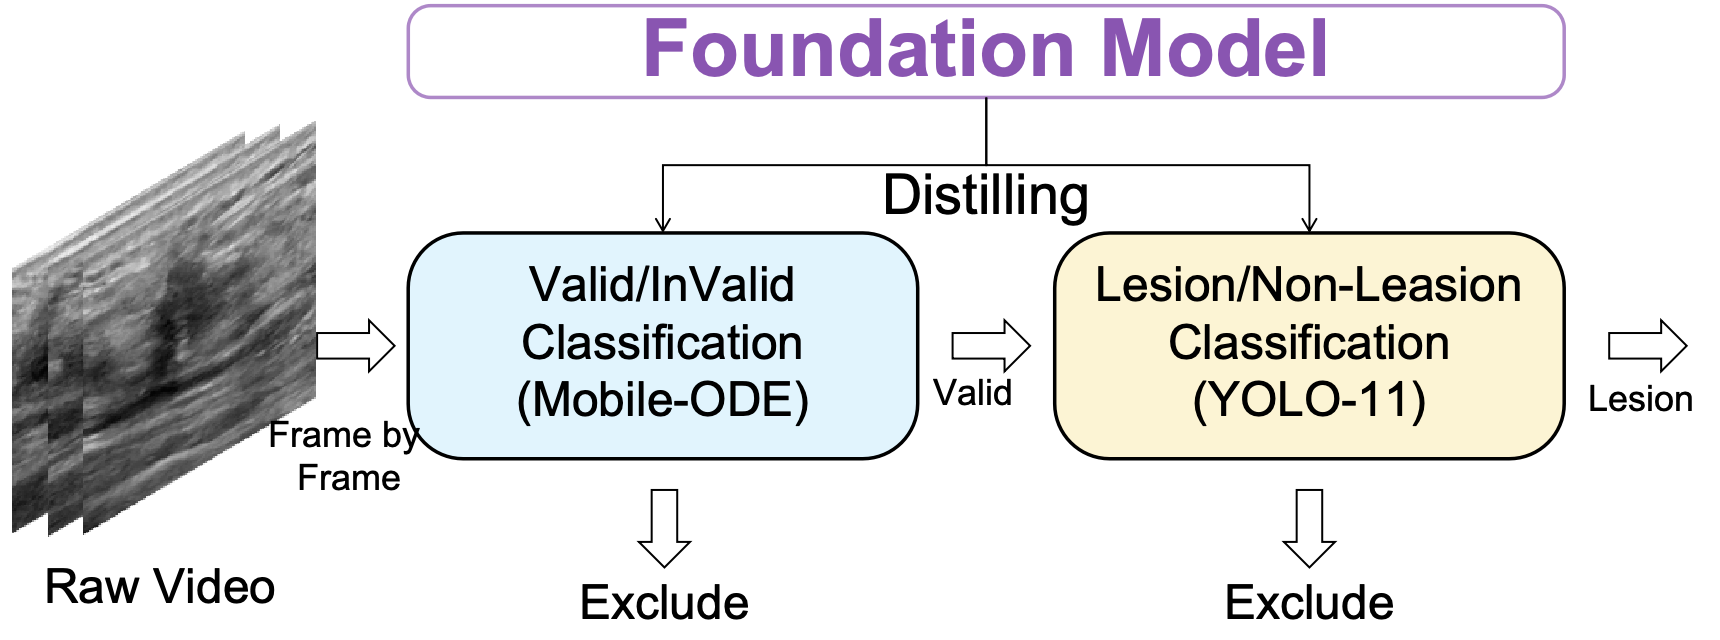 Foundation Model
Distilling
Valid/InValid
Classification
(Mobile-ODE)
Lesion/Non-Leasion
Classification
(YOLO-11)
Frame by
Frame
Valid
Lesion
Raw Video
Exclude
Exclude